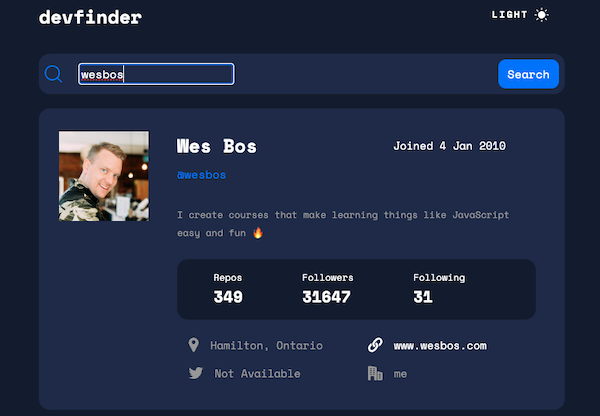 devfinder
LIGHT
wesbos
Search
Wes Bos
Joined 4 Jan 2010
@wesbos
I create courses that make learning things like JavaScript
easy and fun 🔥
Repos Followers Following
349 31647 31
Hamilton, Ontario www.wesbos.com
Not Available me